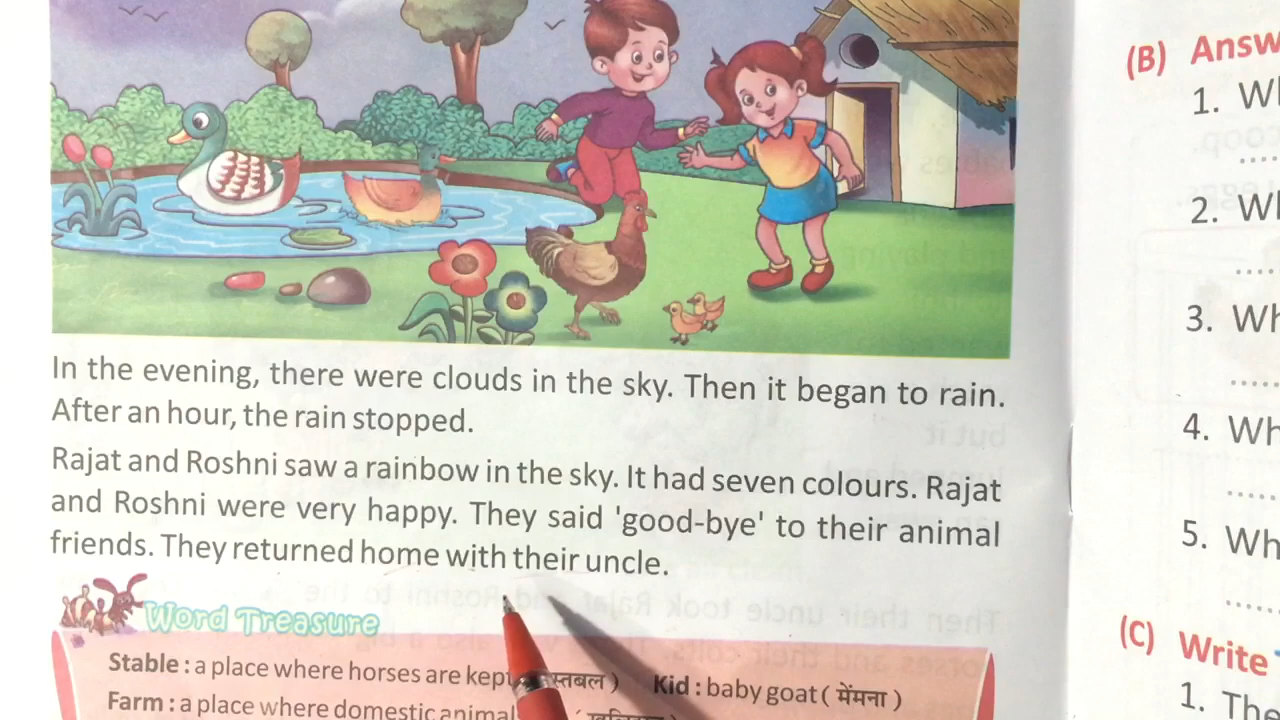 In the evening, there were clouds in the sky. Then it began to rain.
After an hour, the rain stopped.
Rajat and Roshni saw a rainbow in the sky. It had seven colours. Rajat
and Roshni were very happy. They said 'good-bye' to their animal
friends. They returned home with their uncle.
Word Treasure
Stable : a place where horses are kept Kid : baby goat ( मेंमना )
Farm : a place where domestic animal
(B) Answ
1.
2.
3. Wh
4. Wh
5. Wh
(C) Write
1. The